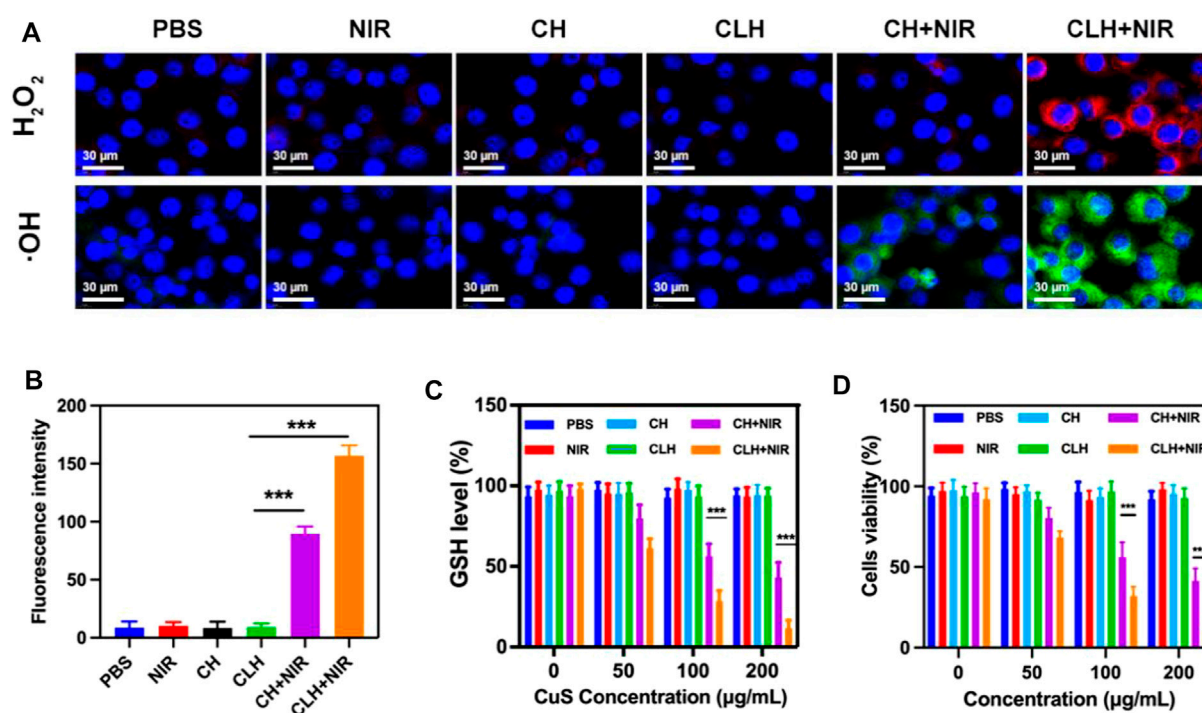 A
PBS NIR CH CLH CH+NIR CLH+NIR
H₂O₂
30 µm 30 µm 30 µm 30 µm 30 µm 30 µm
·OH
30 µm 30 µm 30 µm 30 µm 30 µm 30 µm
B
Fluorescence intensity
200
150
100
50
0
***
***
PBS NIR CH CLH CH+NIR CLH+NIR
C
GSH level (%)
150
100
50
0
PBS CH CH+NIR
NIR CLH CLH+NIR
*** ***
0 50 100 200
CuS Concentration (µg/mL)
D
Cells viability (%)
150
100
50
0
PBS CH CH+NIR
NIR CLH CLH+NIR
*** **
0 50 100 200
Concentration (µg/mL)